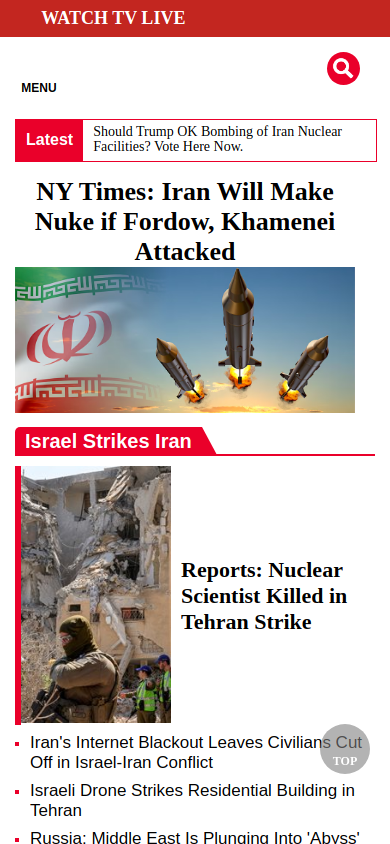 WATCH TV LIVE
MENU
Latest
Should Trump OK Bombing of Iran Nuclear
Facilities? Vote Here Now.
NY Times: Iran Will Make
Nuke if Fordow, Khamenei
Attacked
Israel Strikes Iran
Reports: Nuclear
Scientist Killed in
Tehran Strike
Iran's Internet Blackout Leaves Civilians Cut
Off in Israel-Iran Conflict
TOP
Israeli Drone Strikes Residential Building in
Tehran
Russia: Middle East Is Plunging Into 'Abyss'